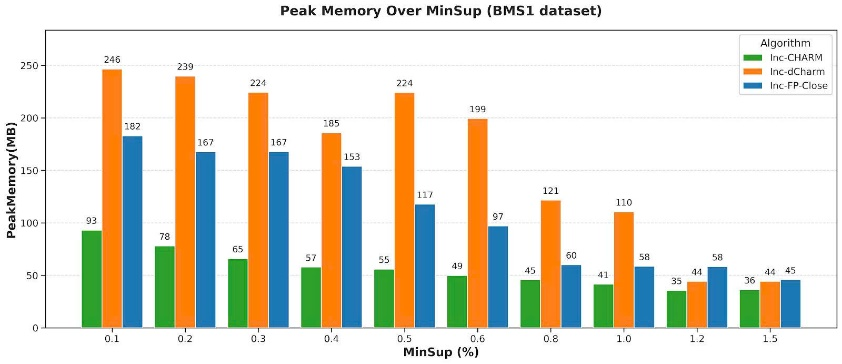 Peak Memory Over MinSup (BMS1 dataset)
Algorithm
Inc-CHARM
Inc-dCharm
Inc-FP-Close
PeakMemory(MB)
250
200
150
100
50
0
93 246 182
78 239 167
65 224 167
57 185 153
55 224 117
49 199 97
45 121 60
41 110 58
35 44 58
36 44 45
0.1 0.2 0.3 0.4 0.5 0.6 0.8 1.0 1.2 1.5
MinSup (%)